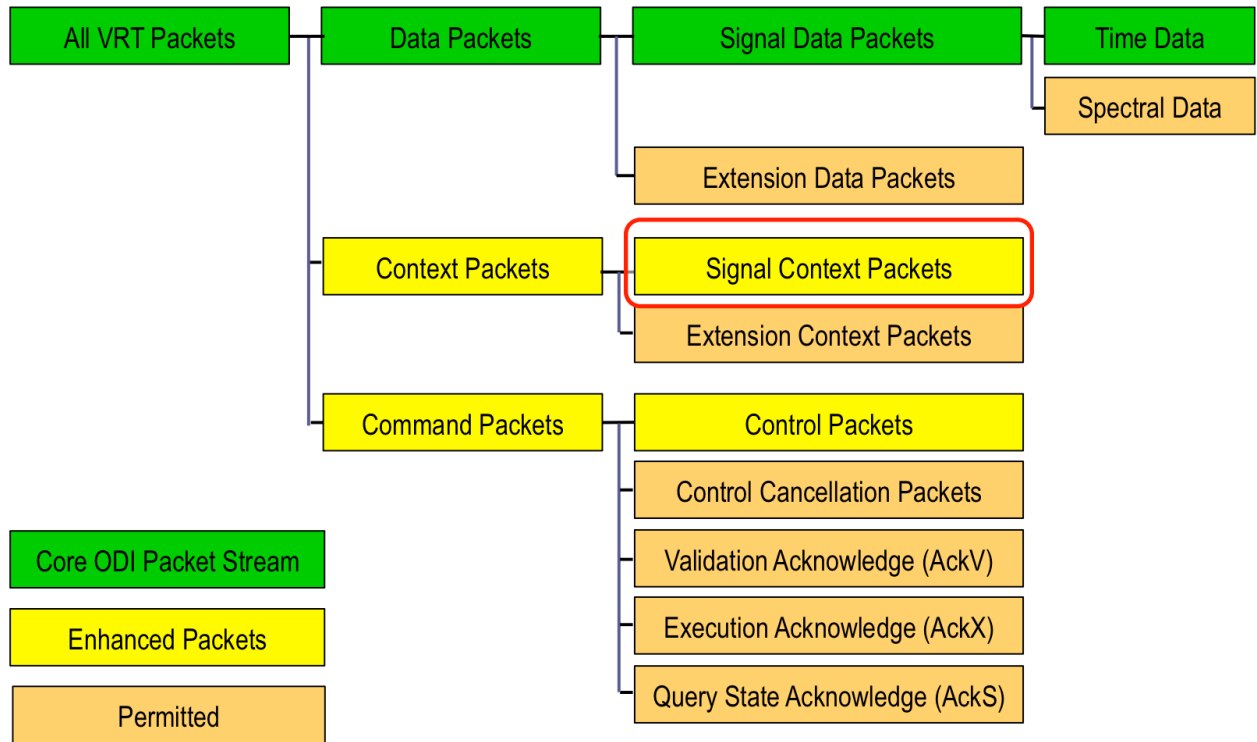 All VRT Packets
Data Packets
Signal Data Packets
Time Data
Spectral Data
Extension Data Packets
Context Packets
Signal Context Packets
Extension Context Packets
Command Packets
Control Packets
Control Cancellation Packets
Core ODI Packet Stream
Validation Acknowledge (AckV)
Enhanced Packets
Execution Acknowledge (AckX)
Permitted
Query State Acknowledge (AckS)